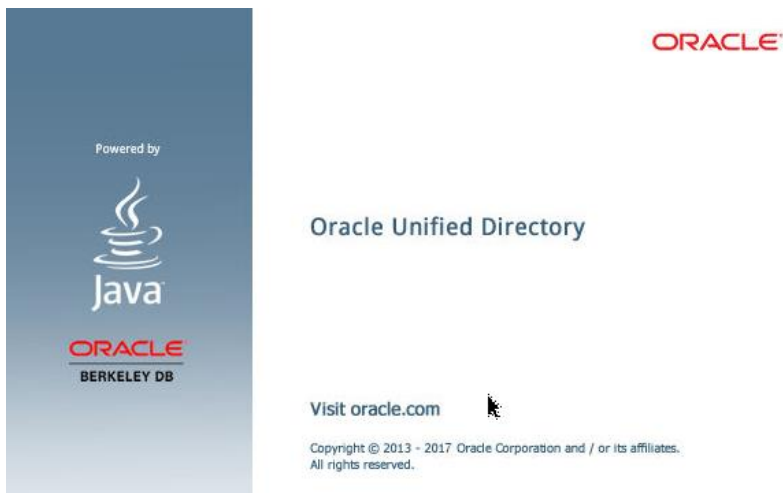 ORACLE
Powered by
Java
ORACLE
BERKELEY DB
Oracle Unified Directory
Visit oracle.com
Copyright © 2013 - 2017 Oracle Corporation and / or its affiliates.
All rights reserved.